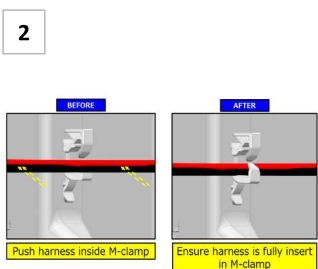 2
BEFORE
AFTER
Push harness inside M-clamp
Ensure harness is fully insert
in M-clamp